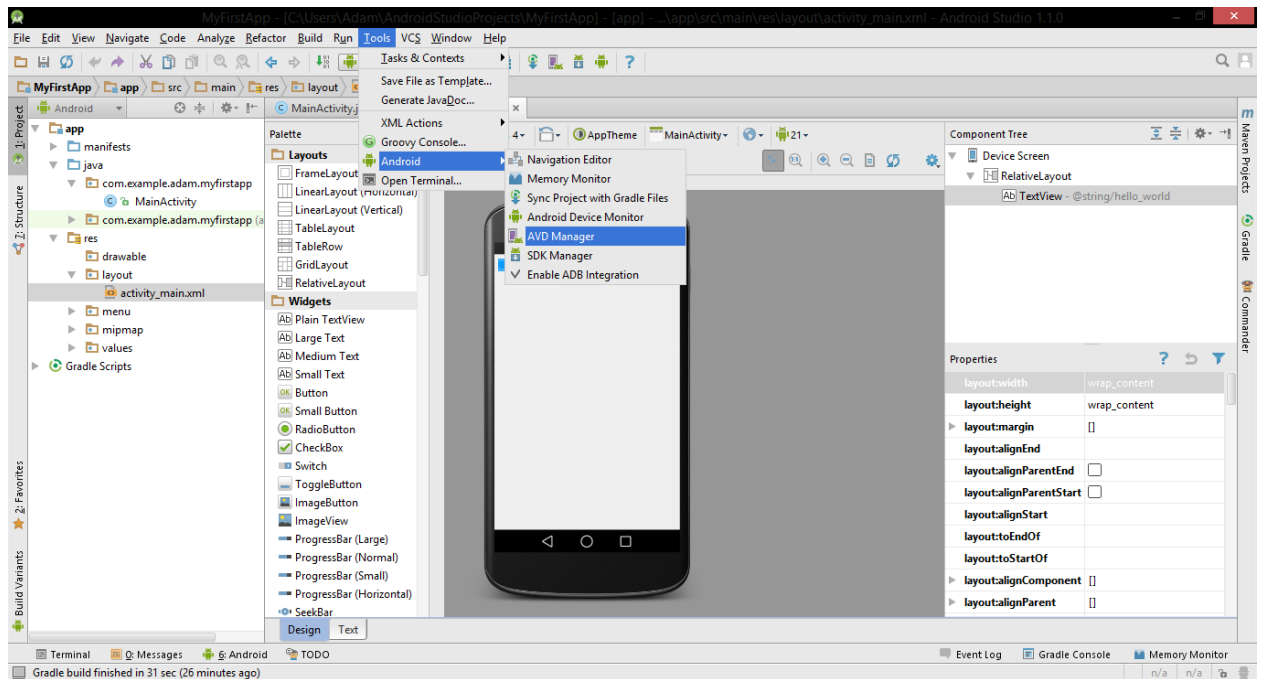 MyFirstApp - [C:\Users\Adam\AndroidStudioProjects\MyFirstApp] - [app] - ...\app\src\main\res\layout\activity_main.xml - Android Studio 1.1.0
File Edit View Navigate Code Analyze Refactor Build Run Tools VCS Window Help
MyFirstApp app src main res layout
Tasks & Contexts
Save File as Template...
Generate JavaDoc...
XML Actions
Groovy Console...
Android
Open Terminal...
Navigation Editor
Memory Monitor
Sync Project with Gradle Files
Android Device Monitor
AVD Manager
SDK Manager
Enable ADB Integration
1: Project
7: Structure
2: Favorites
Build Variants
Android
app
manifests
java
com.example.adam.myfirstapp
MainActivity
com.example.adam.myfirstapp (a
res
drawable
layout
activity_main.xml
menu
mipmap
values
Gradle Scripts
MainActivity.j
Palette
Layouts
FrameLayout
LinearLayout (Horizontal)
LinearLayout (Vertical)
TableLayout
TableRow
GridLayout
RelativeLayout
Widgets
Ab Plain TextView
Ab Large Text
Ab Medium Text
Ab Small Text
OK Button
OK Small Button
RadioButton
CheckBox
Switch
ToggleButton
ImageButton
ImageView
ProgressBar (Large)
ProgressBar (Normal)
ProgressBar (Small)
ProgressBar (Horizontal)
SeekBar
Design Text
4 AppTheme MainActivity 21
Component Tree
Device Screen
RelativeLayout
Ab TextView - @string/hello_world
Properties
layout:width wrap_content
layout:height wrap_content
layout:margin []
layout:alignEnd
layout:alignParentEnd
layout:alignParentStart
layout:alignStart
layout:toEndOf
layout:toStartOf
layout:alignComponent []
layout:alignParent []
m Maven Projects
Gradle
Commander
Terminal 0: Messages 6: Android TODO Event Log Gradle Console Memory Monitor
Gradle build finished in 31 sec (26 minutes ago) n/a n/a